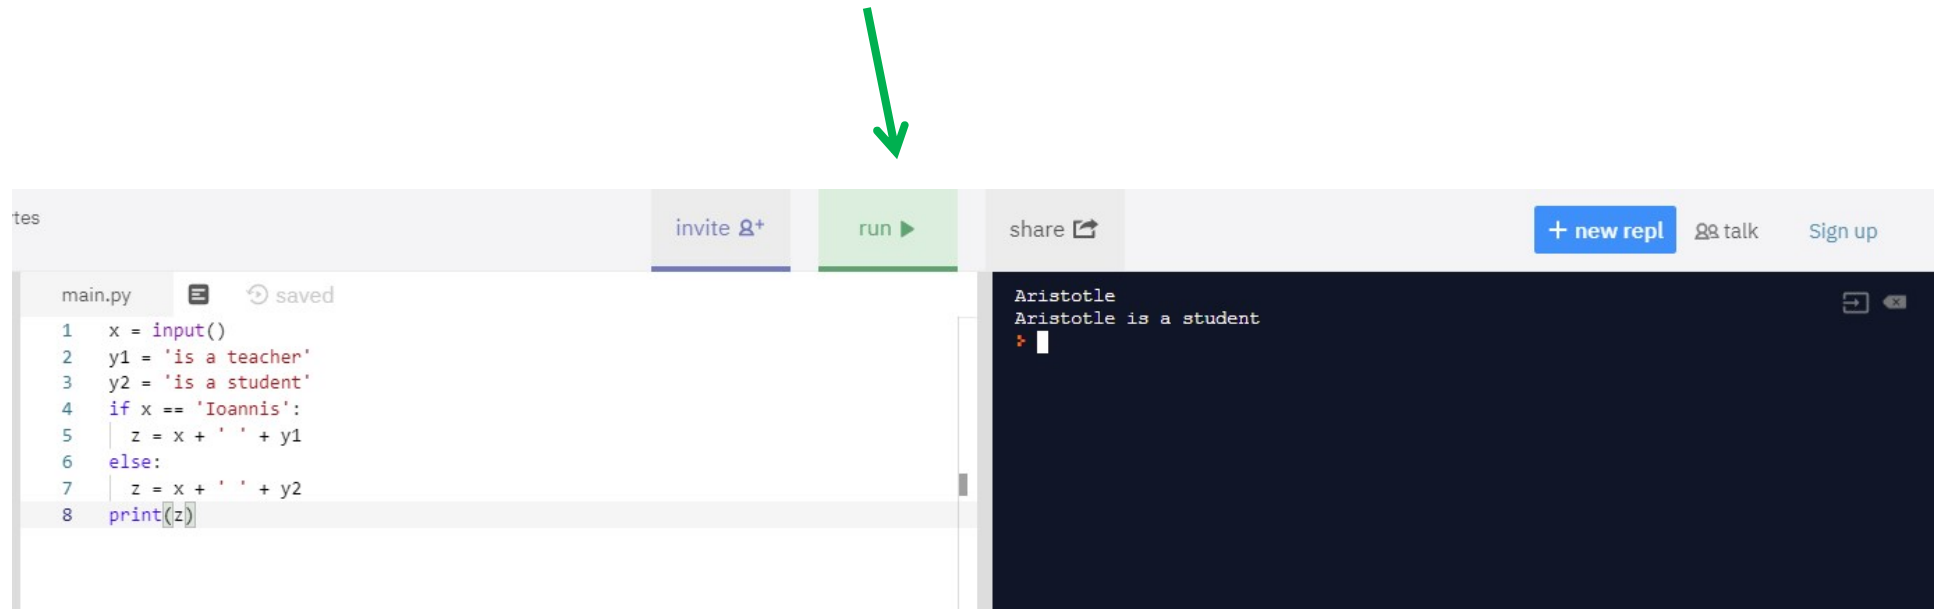 tes
invite
run
share
+ new repl
talk
Sign up
main.py
saved
1 x = input()
2 y1 = 'is a teacher'
3 y2 = 'is a student'
4 if x == 'Ioannis':
5 z = x + ' ' + y1
6 else:
7 z = x + ' ' + y2
8 print(z)
Aristotle
Aristotle is a student